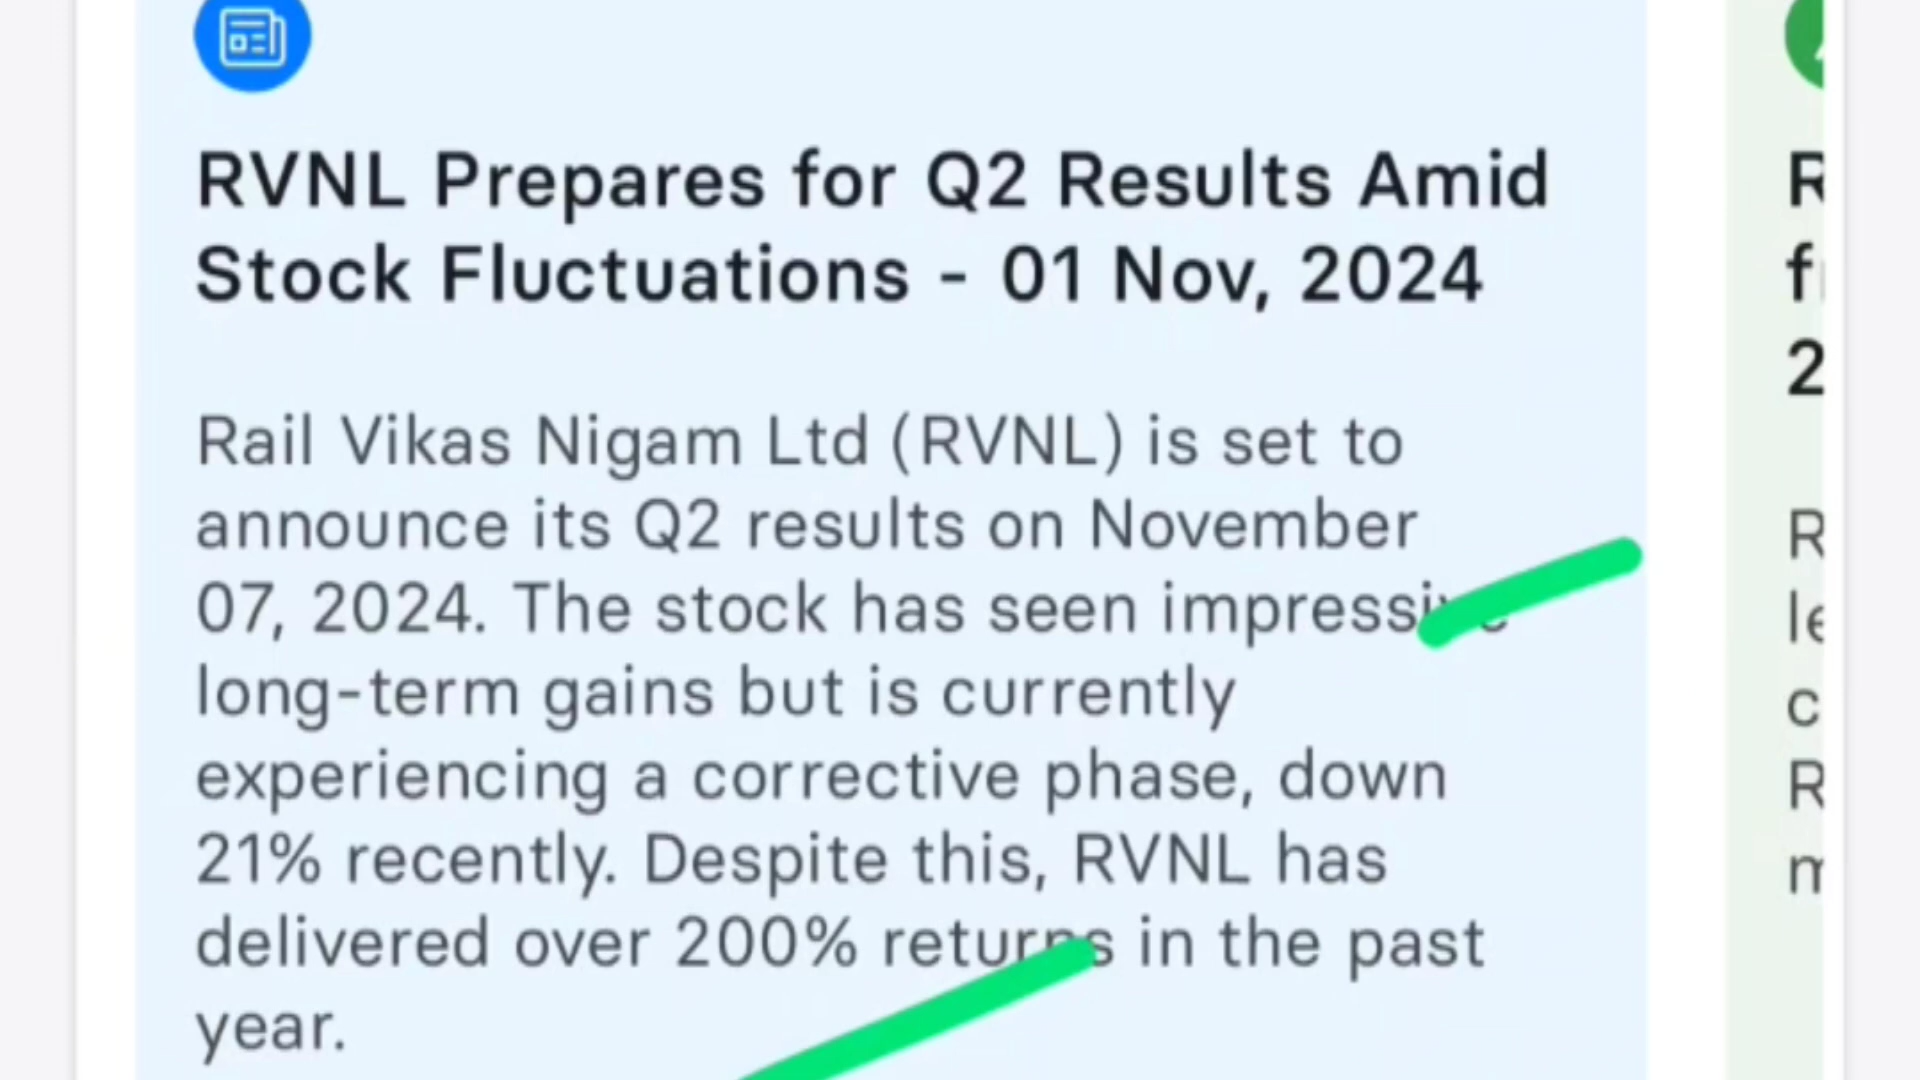 RVNL Prepares for Q2 Results Amid
Stock Fluctuations - 01 Nov, 2024
Rail Vikas Nigam Ltd (RVNL) is set to
announce its Q2 results on November
07, 2024. The stock has seen impressive
long-term gains but is currently
experiencing a corrective phase, down
21% recently. Despite this, RVNL has
delivered over 200% returns in the past
year.